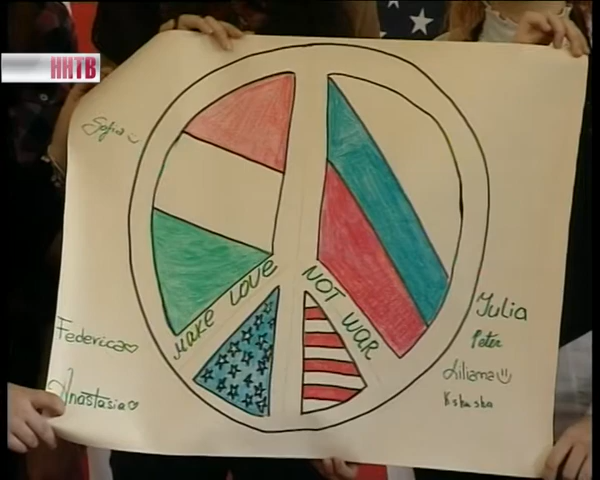 ННТВ
Sofia
MAKE LOVE
NOT WAR
Federica
Anastasia
Julia
Peter
Liliana